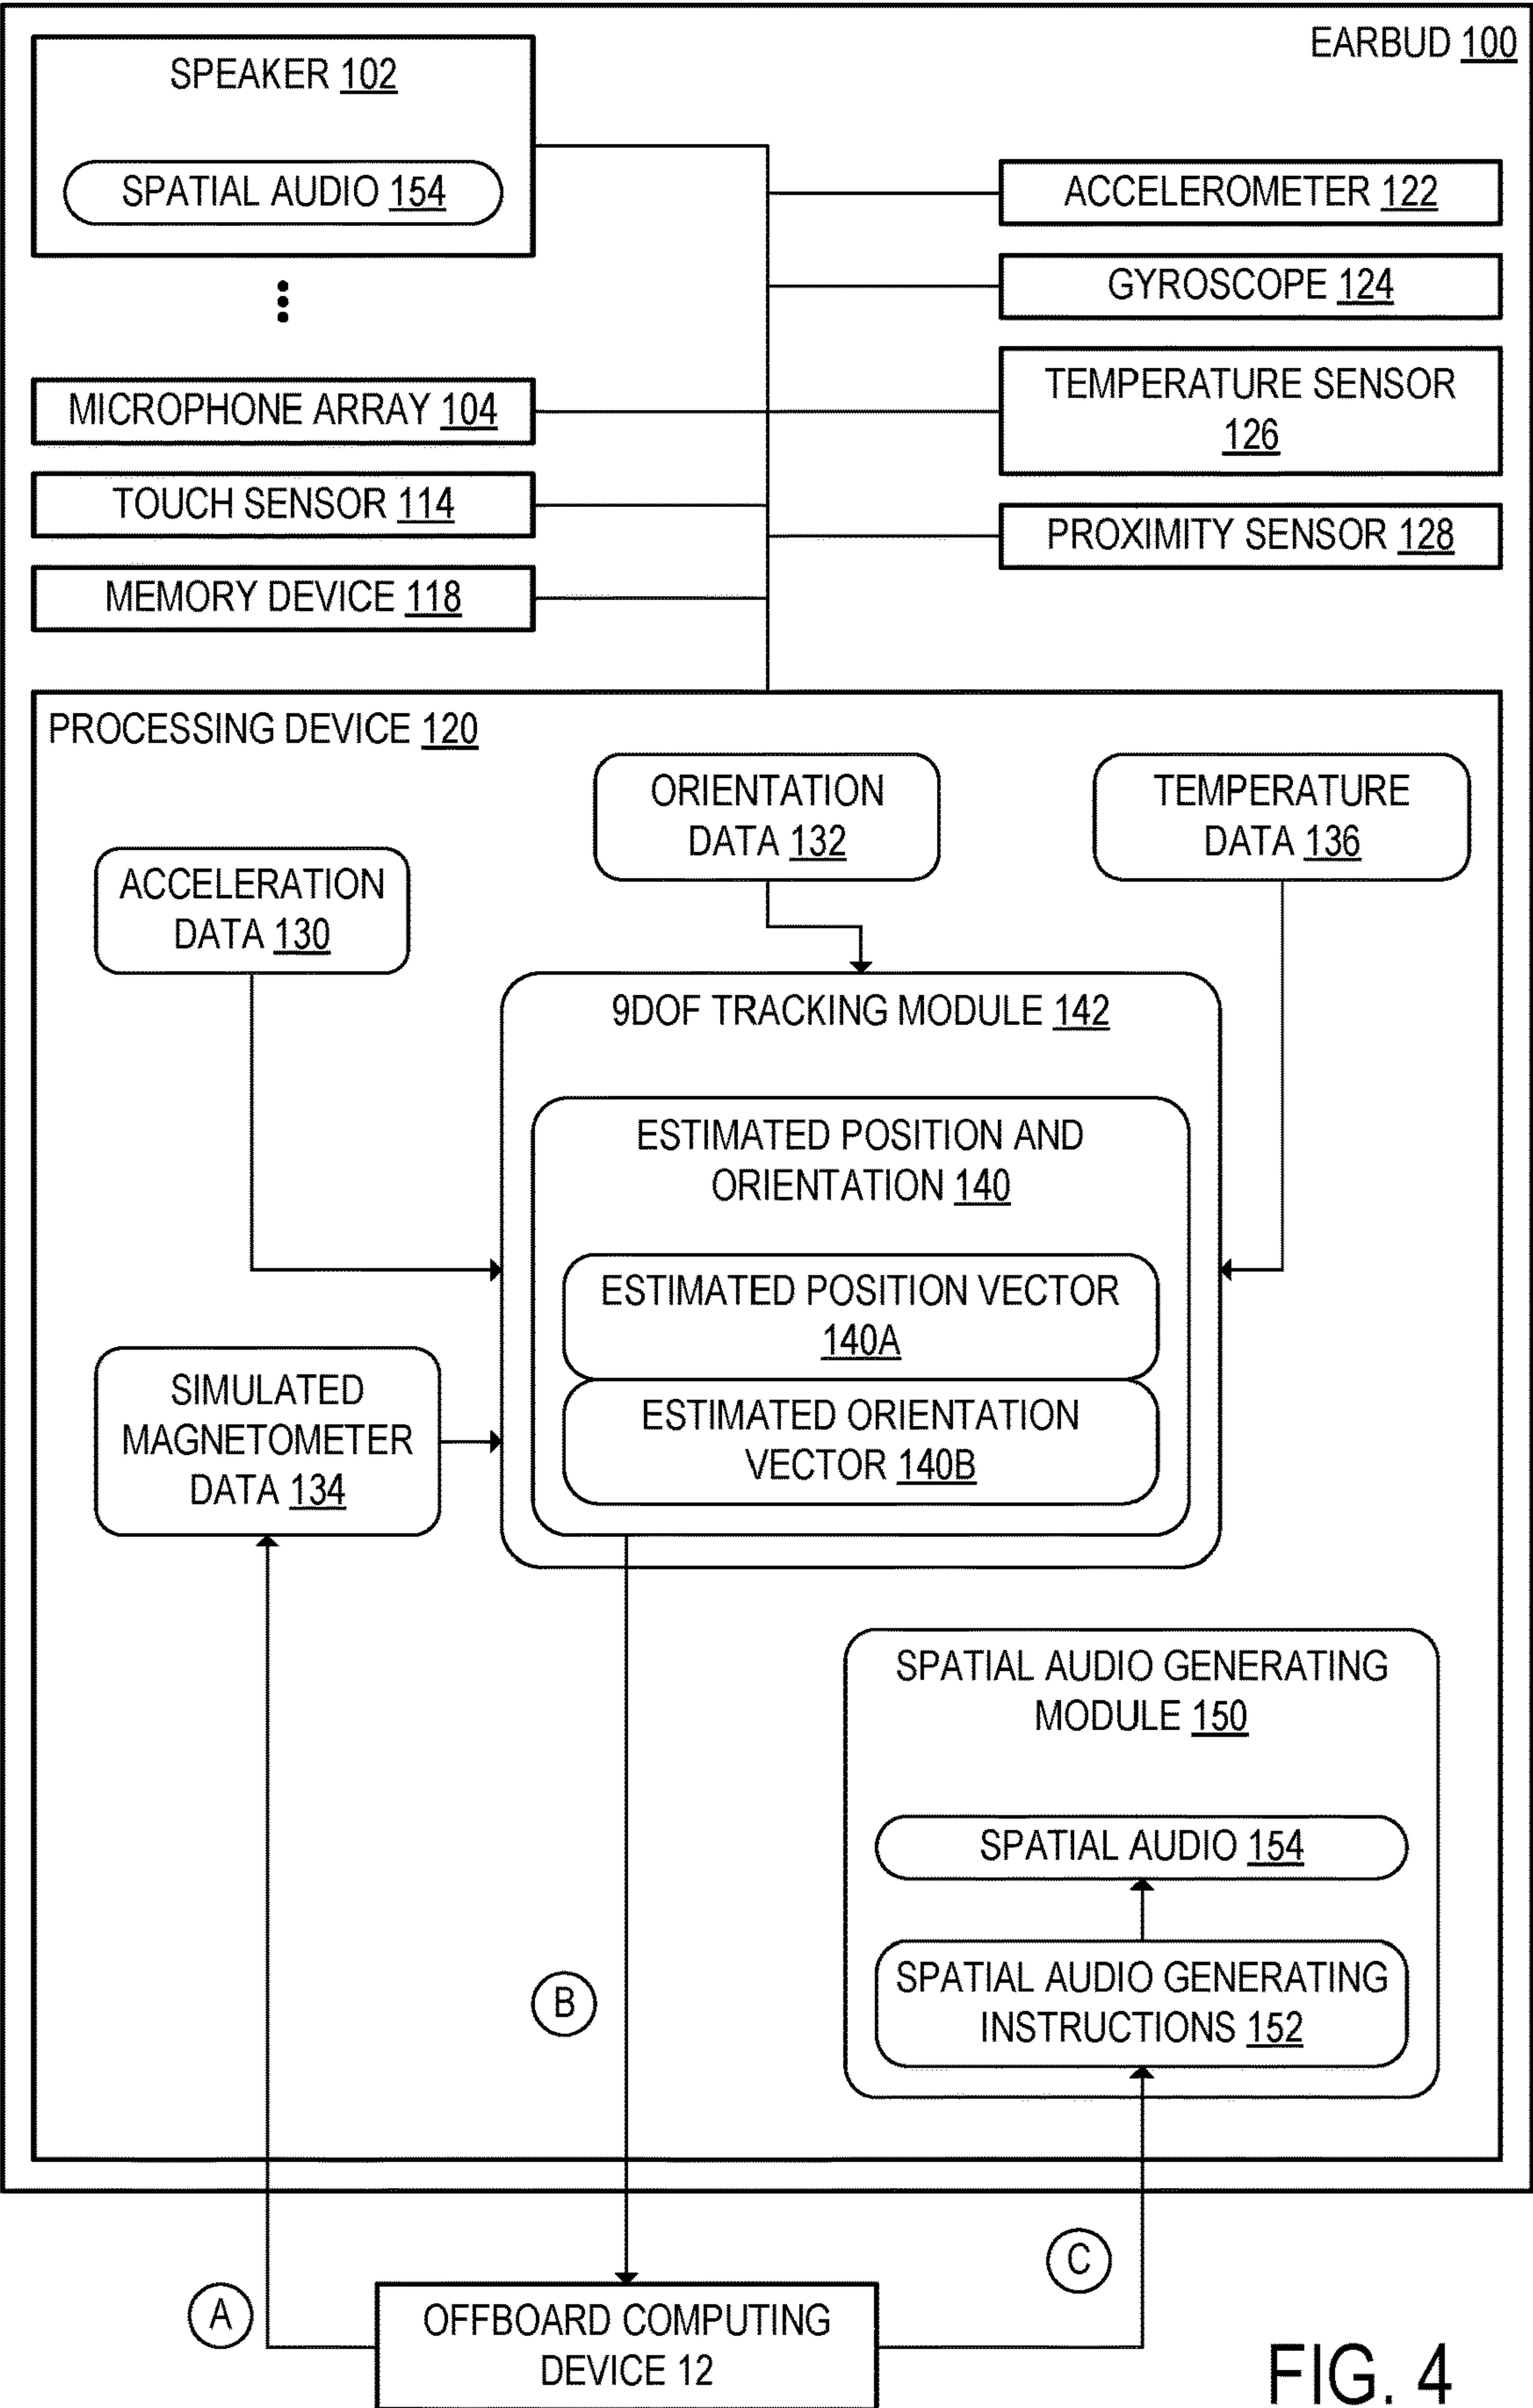 EARBUD 100
SPEAKER 102
SPATIAL AUDIO 154
ACCELEROMETER 122
GYROSCOPE 124
MICROPHONE ARRAY 104
TEMPERATURE SENSOR
126
TOUCH SENSOR 114
PROXIMITY SENSOR 128
MEMORY DEVICE 118
PROCESSING DEVICE 120
ORIENTATION
DATA 132
TEMPERATURE
DATA 136
ACCELERATION
DATA 130
9DOF TRACKING MODULE 142
ESTIMATED POSITION AND
ORIENTATION 140
ESTIMATED POSITION VECTOR
140A
SIMULATED
MAGNETOMETER
DATA 134
ESTIMATED ORIENTATION
VECTOR 140B
SPATIAL AUDIO GENERATING
MODULE 150
SPATIAL AUDIO 154
SPATIAL AUDIO GENERATING
INSTRUCTIONS 152
B
C
A
OFFBOARD COMPUTING
DEVICE 12
FIG. 4